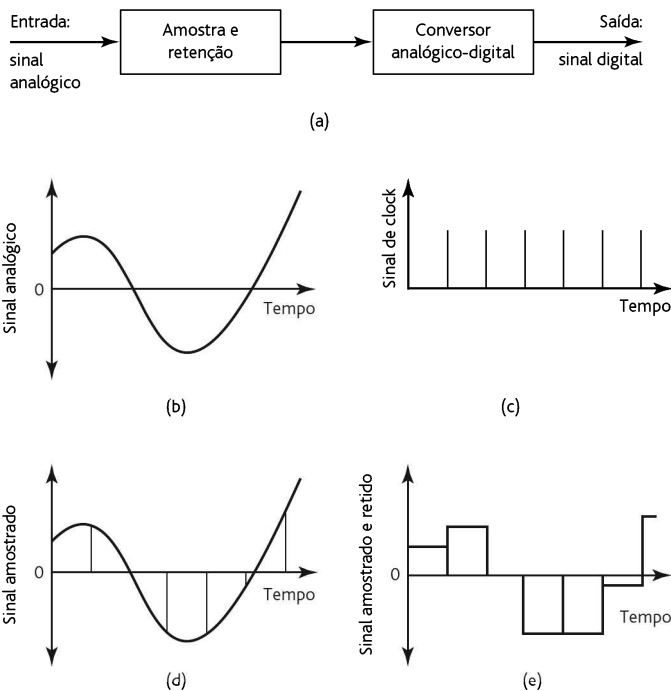 Entrada:
sinal
analógico
Amostra e
retenção
Conversor
analógico-digital
Saída:
sinal digital
(a)
Sinal analógico
0
Tempo
(b)
Sinal de clock
Tempo
(c)
Sinal amostrado
0
Tempo
(d)
Sinal amostrado e retido
0
Tempo
(e)